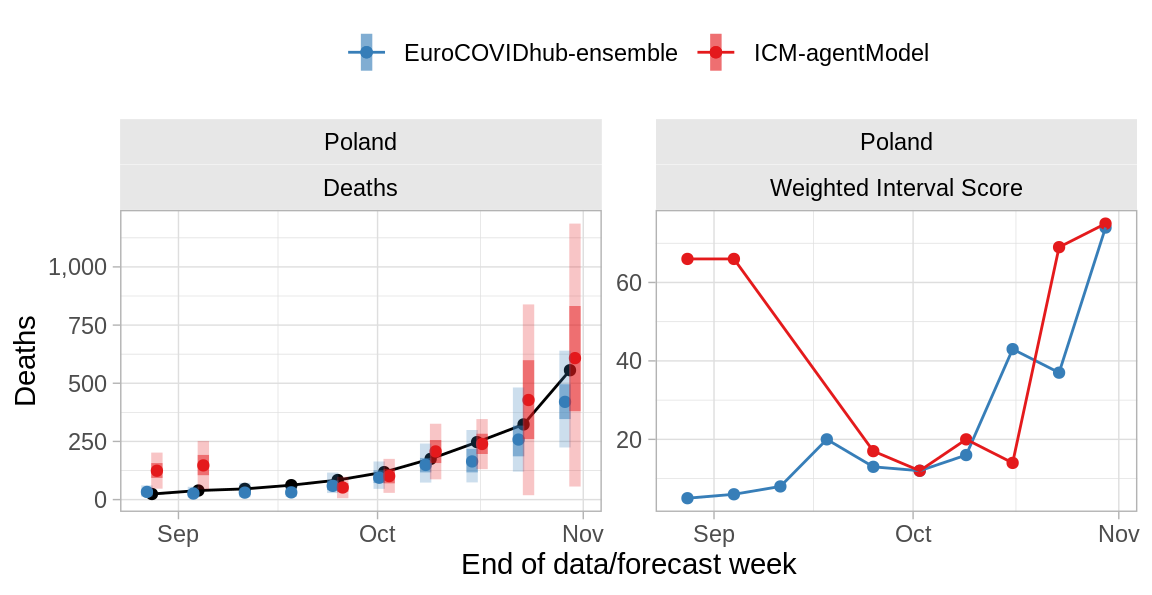 EuroCOVIDhub-ensemble ICM-agentModel
Poland
Deaths
Poland
Weighted Interval Score
Deaths
1,000
750
500
250
0
Sep Oct Nov
60
40
20
Sep Oct Nov
End of data/forecast week